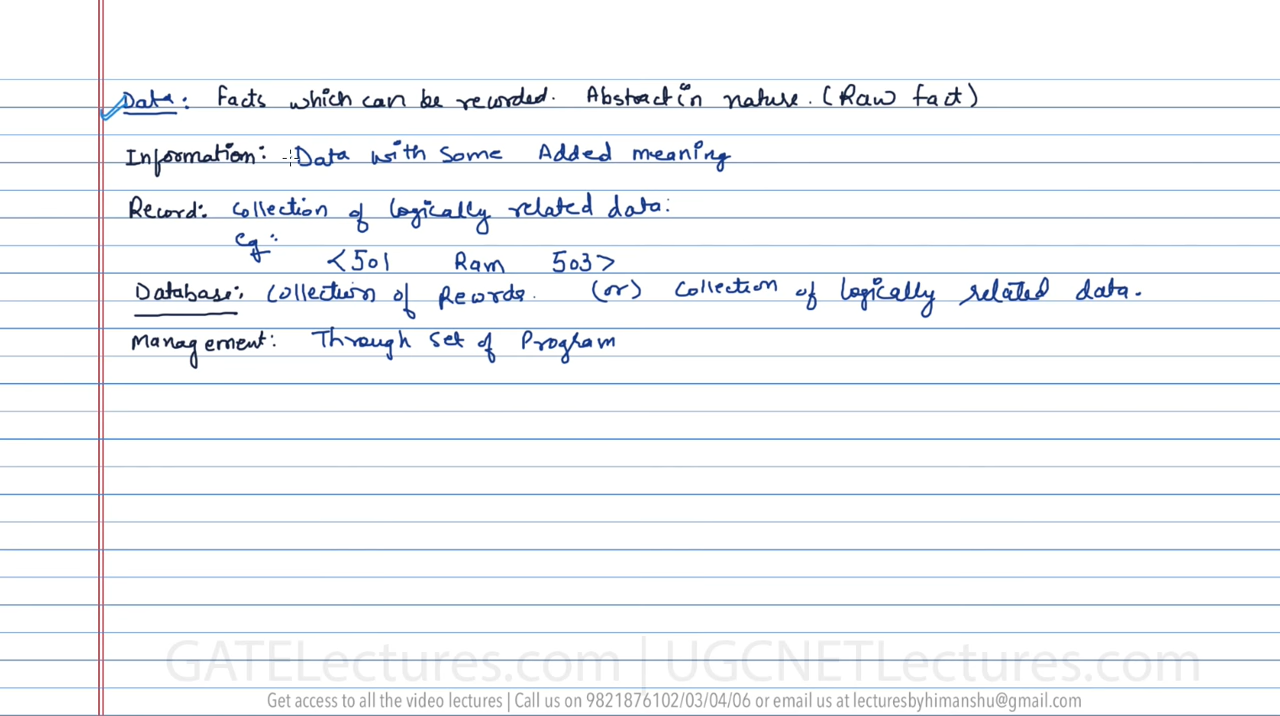 Data: Facts which can be recorded. Abstract in nature. (Raw fact)
Information: Data with Some Added meaning
Record: Collection of logically related data:
eg:
<501 Ram 503>
Database: Collection of Records. (or) Collection of logically related data.
Management: Through Set of Program
GATELectures.com | UGCNETLectures.com
Get access to all the video lectures | Call us on 9821876102/03/04/06 or email us at lecturesbyhimanshu@gmail.com